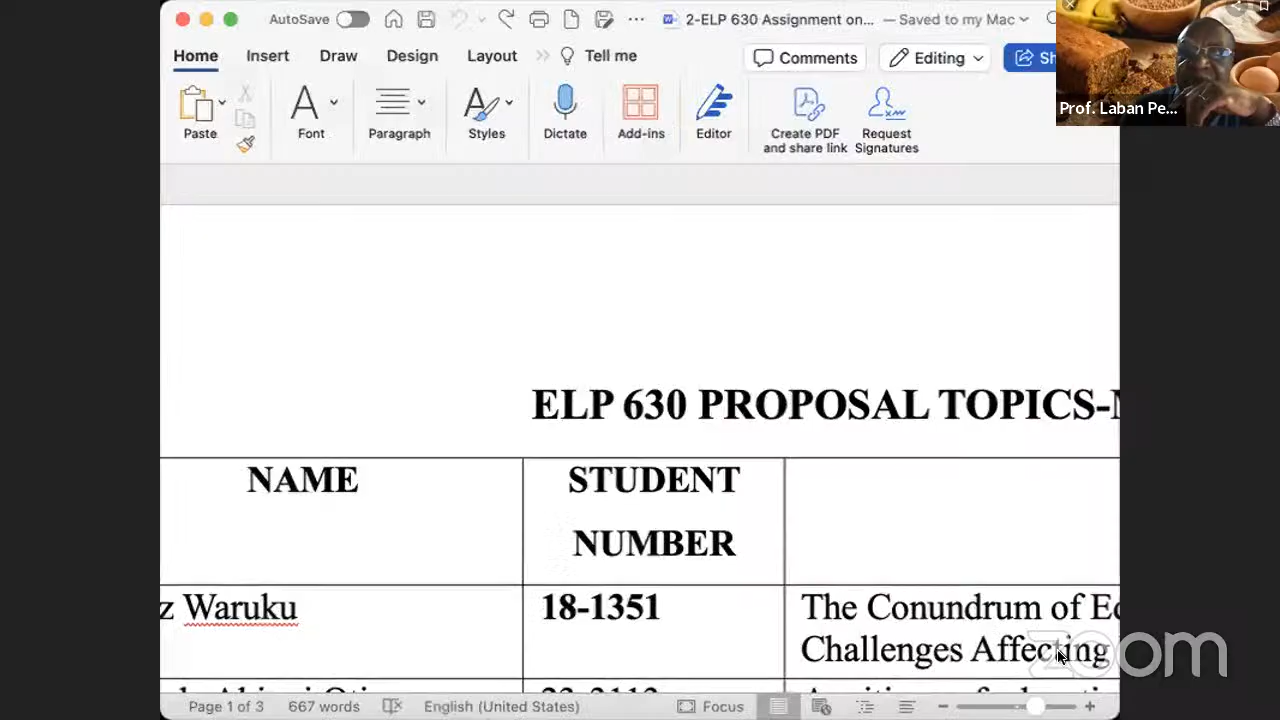 AutoSave
2-ELP 630 Assignment on... — Saved to my Mac
Home Insert Draw Design Layout Tell me
Comments Editing Sh
Prof. Laban Pe...
Paste Font Paragraph Styles Dictate Add-ins Editor Create PDF and share link Request Signatures
ELP 630 PROPOSAL TOPICS-
NAME STUDENT NUMBER
z Waruku 18-1351 The Conundrum of Ed
Challenges Affecting
zoom
Page 1 of 3 667 words English (United States) Focus